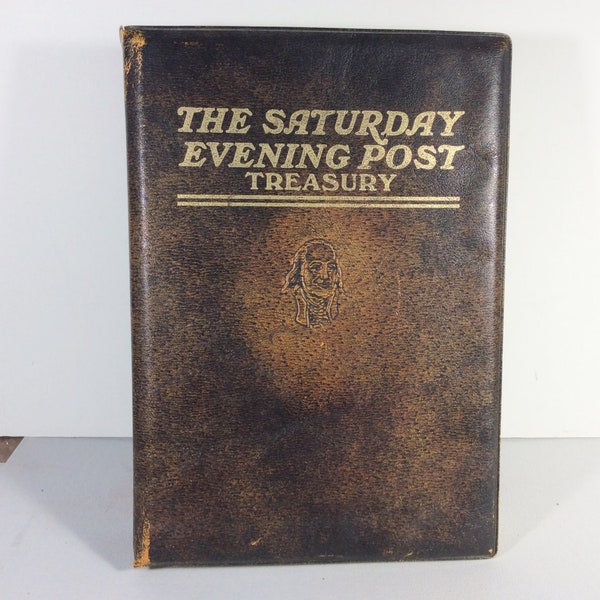 THE SATURDAY
EVENING POST
TREASURY